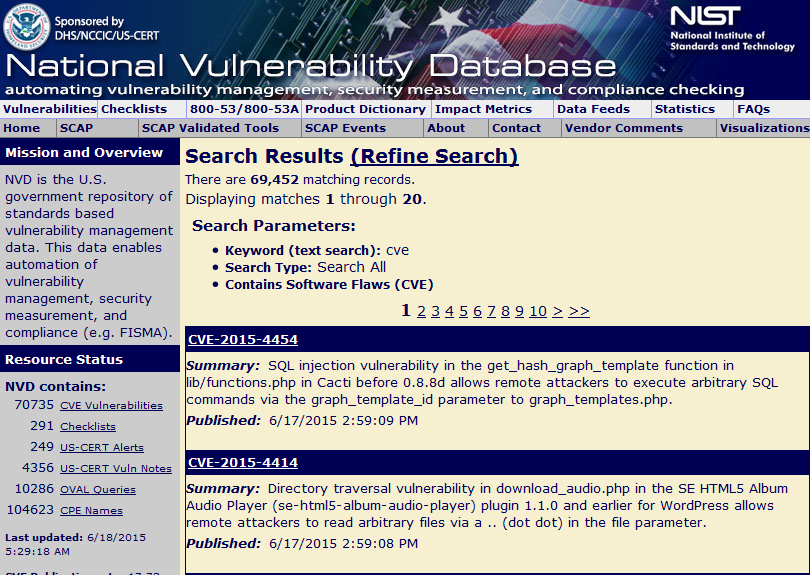 Sponsored by
DHS/NCCIC/US-CERT
NIST
National Institute of
Standards and Technology
National Vulnerability Database
automating vulnerability management, security measurement, and compliance checking
Vulnerabilities Checklists 800-53/800-53A Product Dictionary Impact Metrics Data Feeds Statistics FAQs
Home SCAP SCAP Validated Tools SCAP Events About Contact Vendor Comments Visualizations
Mission and Overview
NVD is the U.S.
government repository of
standards based
vulnerability management
data. This data enables
automation of
vulnerability
management, security
measurement, and
compliance (e.g. FISMA).
Resource Status
NVD contains:
70735 CVE Vulnerabilities
291 Checklists
249 US-CERT Alerts
4356 US-CERT Vuln Notes
10286 OVAL Queries
104623 CPE Names
Last updated: 6/18/2015
5:29:18 AM
Search Results (Refine Search)
There are 69,452 matching records.
Displaying matches 1 through 20.
Search Parameters:
• Keyword (text search): cve
• Search Type: Search All
• Contains Software Flaws (CVE)
1 2 3 4 5 6 7 8 9 10 > >>
CVE-2015-4454
Summary: SQL injection vulnerability in the get_hash_graph_template function in
lib/functions.php in Cacti before 0.8.8d allows remote attackers to execute arbitrary SQL
commands via the graph_template_id parameter to graph_templates.php.
Published: 6/17/2015 2:59:09 PM
CVE-2015-4414
Summary: Directory traversal vulnerability in download_audio.php in the SE HTML5 Album
Audio Player (se-html5-album-audio-player) plugin 1.1.0 and earlier for WordPress allows
remote attackers to read arbitrary files via a .. (dot dot) in the file parameter.
Published: 6/17/2015 2:59:08 PM